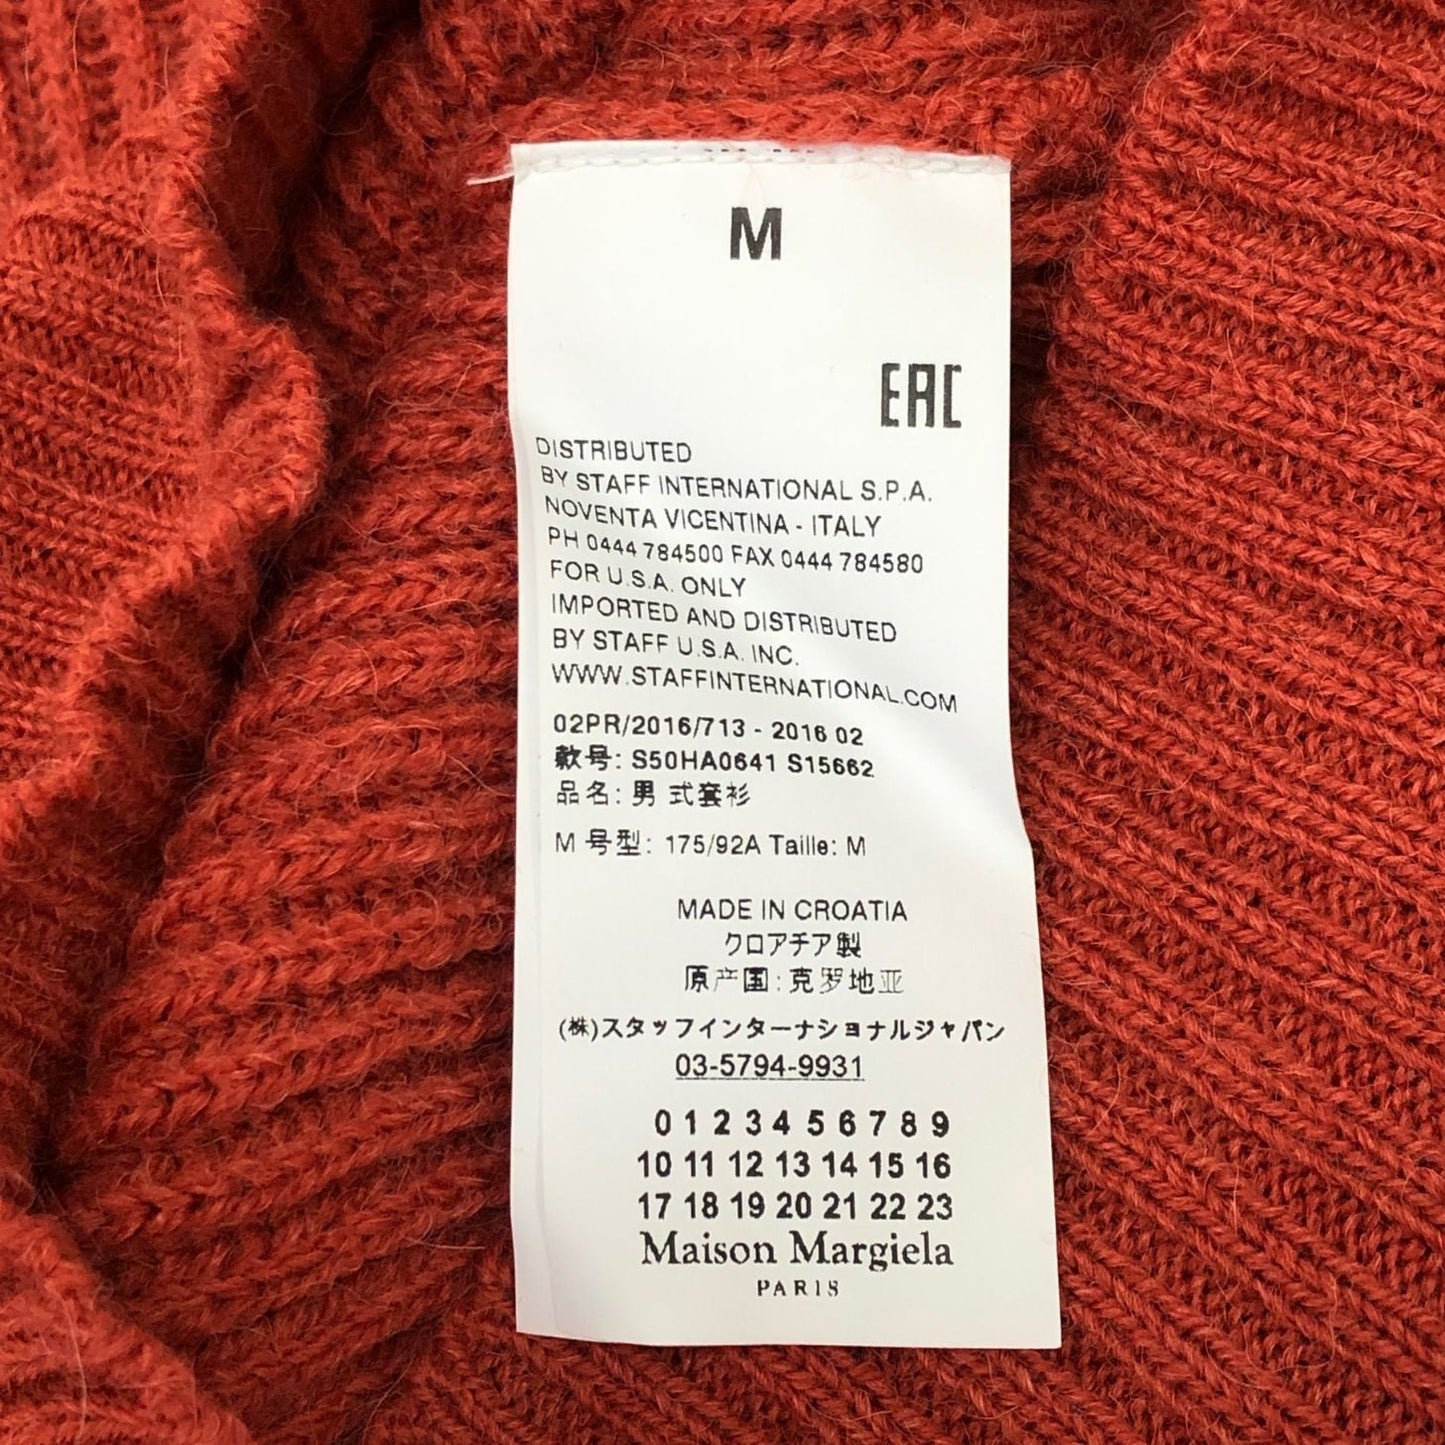 M
EAC
DISTRIBUTED
BY STAFF INTERNATIONAL S.P.A.
NOVENTA VICENTINA - ITALY
PH 0444 784500 FAX 0444 784580
FOR U.S.A. ONLY
IMPORTED AND DISTRIBUTED
BY STAFF U.S.A. INC.
WWW.STAFFINTERNATIONAL.COM
02PR/2016/713 - 2016 02
款号: S50HA0641 S15662
品名: 男 式套衫
M 号型: 175/92A Taille: M
MADE IN CROATIA
クロアチア製
原产国: 克罗地亚
(株)スタッフインターナショナルジャパン
03-5794-9931
0 1 2 3 4 5 6 7 8 9
10 11 12 13 14 15 16
17 18 19 20 21 22 23
Maison Margiela
PARIS